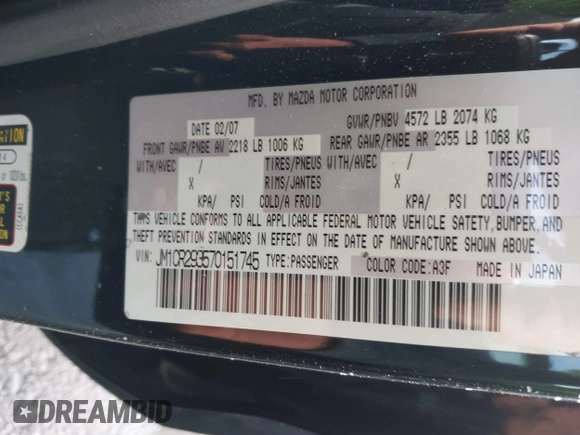 MFD. BY MAZDA MOTOR CORPORATION
DATE 02/07 GVWR/PNBV 4572 LB 2074 KG
FRONT GAWR/PNBE AV 2218 LB 1006 KG REAR GAWR/PNBE AR 2355 LB 1068 KG
WITH/AVEC / TIRES/PNEUS WITH/AVEC / TIRES/PNEUS
X RIMS/JANTES X RIMS/JANTES
KPA/ PSI COLD/A FROID KPA/ PSI COLD/A FROID
THIS VEHICLE CONFORMS TO ALL APPLICABLE FEDERAL MOTOR VEHICLE SAFETY, BUMPER, AND
THEFT PREVENTION STANDARDS IN EFFECT ON THE DATE OF MANUFACTURE SHOWN ABOVE.
JM1CR293570151745 TYPE:PASSENGER COLOR CODE:A3F MADE IN JAPAN
(CC4SA)
DREAMBID